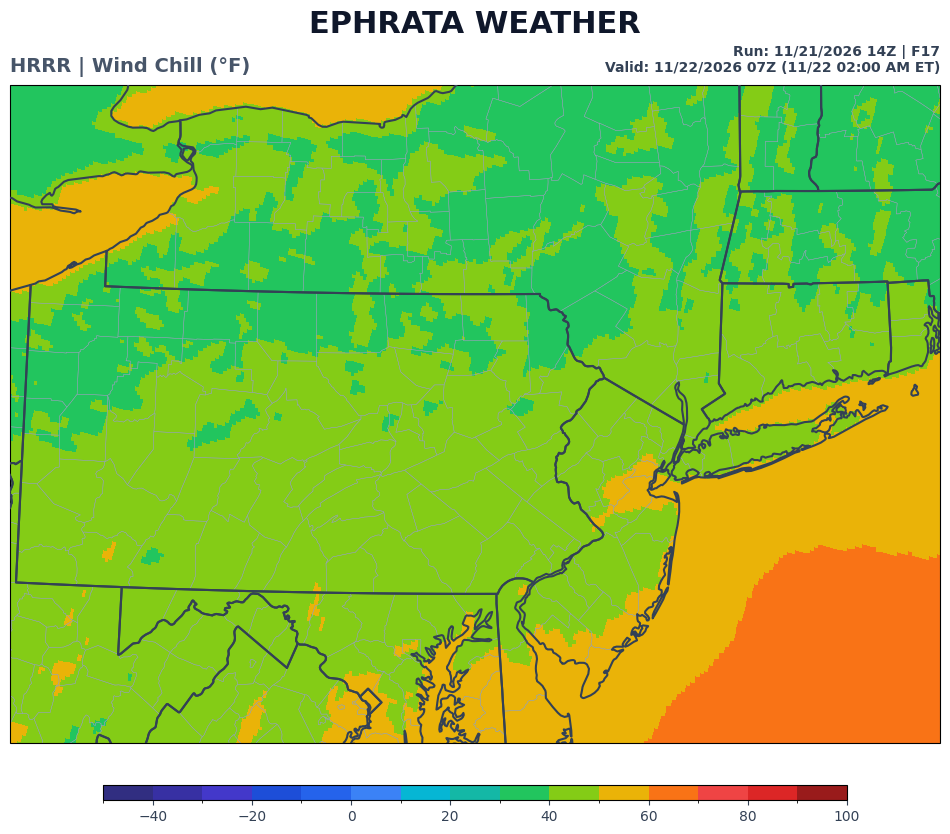 EPHRATA WEATHER
HRRR | Wind Chill (°F)
Run: 11/21/2026 14Z | F17
Valid: 11/22/2026 07Z (11/22 02:00 AM ET)
−40 −20 0 20 40 60 80 100